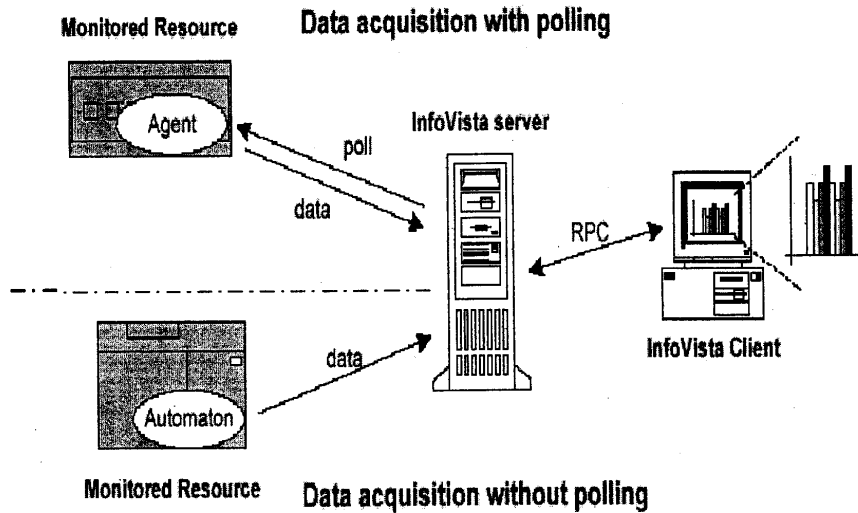 Data acquisition with polling
Monitored Resource
Agent
InfoVista server
poll
data
RPC
InfoVista Client
data
Automaton
Monitored Resource
Data acquisition without polling